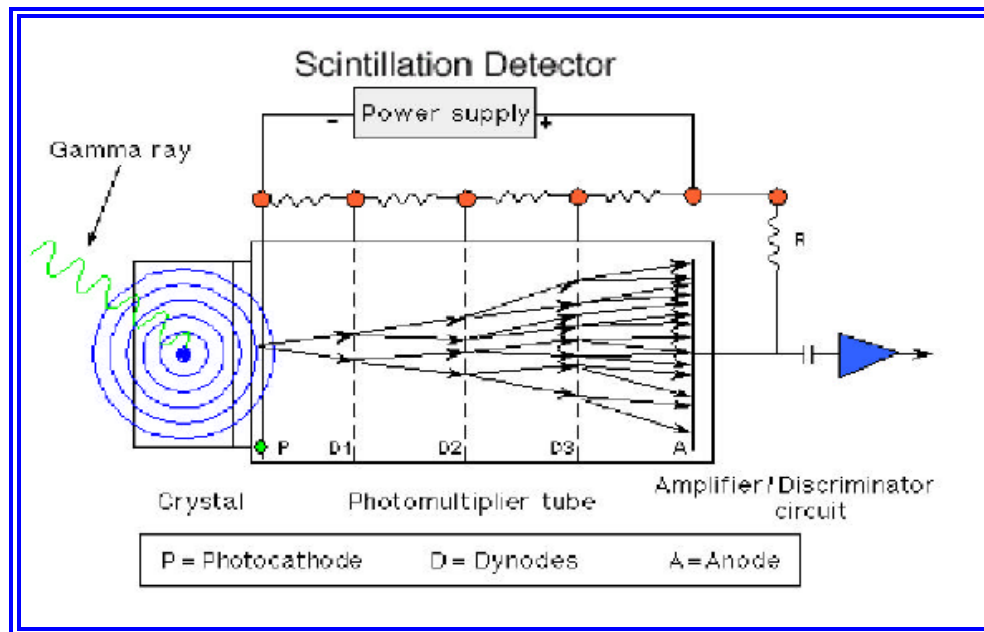 Scintillation Detector
Power supply
- +
Gamma ray
R
P D1 D2 D3 A
Crystal
Photomultiplier tube
Amplifier/Discriminator
circuit
P = Photocathode D = Dynodes A=Anode